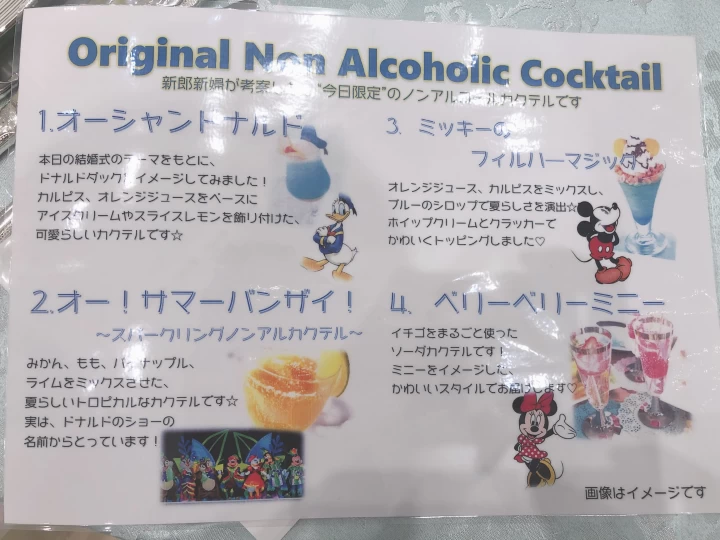 Original Non Alcoholic Cocktail
新郎新婦が考案した"今日限定"のノンアルコールカクテルです
1.オーシャンドナルド
本日の結婚式のテーマをもとに、
ドナルドダックをイメージしてみました！
カルピス、オレンジジュースをベースに
アイスクリームやスライスレモンを飾り付けた、
可愛らしいカクテルです☆
2.オー！サマーバンザイ！
～スパークリングノンアルカクテル～
みかん、もも、パイナップル、
ライムをミックスさせた、
夏らしいトロピカルなカクテルです☆
実は、ドナルドのショーの
名前からとっています！
3. ミッキーの
フィルハーマジック
オレンジジュース、カルピスをミックスし、
ブルーのシロップで夏らしさを演出☆
ホイップクリームとクラッカーで
かわいくトッピングしました♡
4. ベリーベリーミニー
イチゴをまるごと使った
ソーダカクテルです！
ミニーをイメージした、
かわいいスタイルでお届けします♡
画像はイメージです